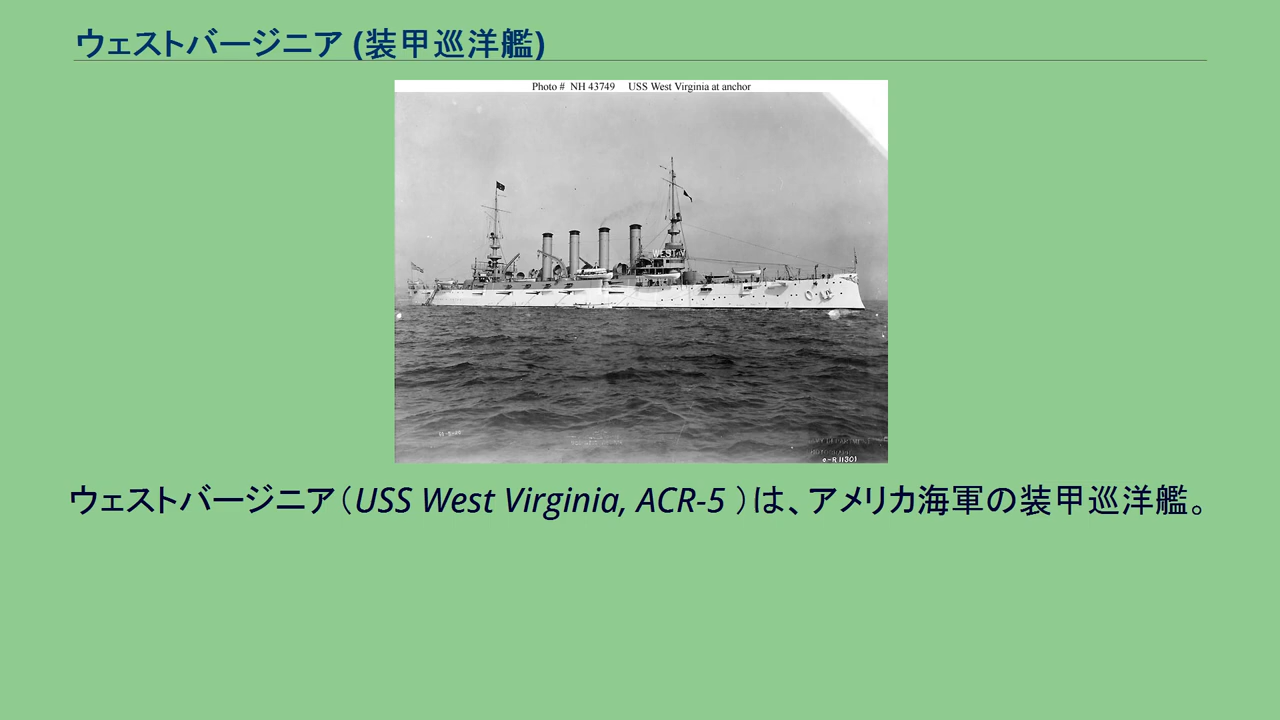 ウェストバージニア (装甲巡洋艦)
Photo # NH 43749 USS West Virginia at anchor
WEST V
o-R 11301
ウェストバージニア（USS West Virginia, ACR-5 ）は、アメリカ海軍の装甲巡洋艦。